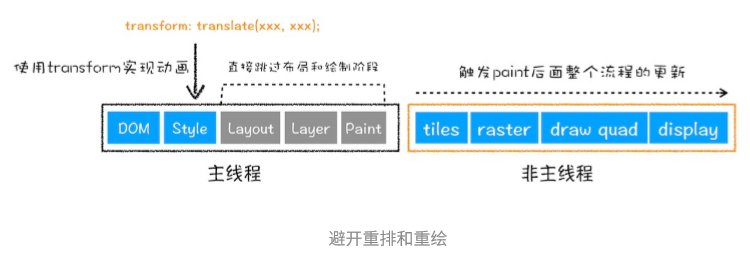 transform: translate(xxx, xxx);
使用transform实现动画
直接跳过布局和绘制阶段
触发paint后面整个流程的更新
DOM Style Layout Layer Paint tiles raster draw quad display
主线程 非主线程
避开重排和重绘